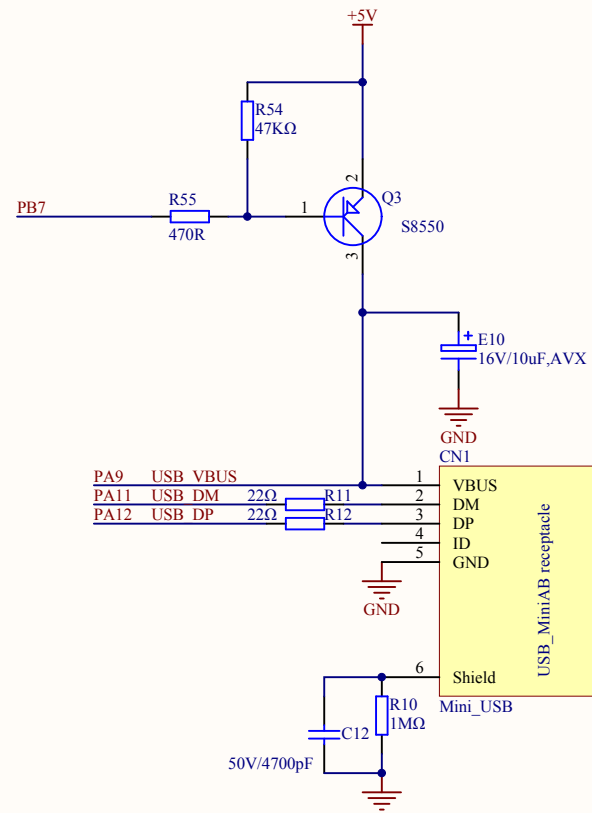 +5V
R54
47KΩ
2
Q3
PB7
R55
470R
1
S8550
3
E10
16V/10uF,AVX
GND
CN1
PA9 USB_VBUS
1
VBUS
PA11 USB_DM
22Ω
R11
2
DM
PA12 USB_DP
22Ω
R12
3
DP
4
ID
5
GND
GND
USB_MiniAB receptacle
6
Shield
R10
1MΩ
Mini_USB
C12
50V/4700pF